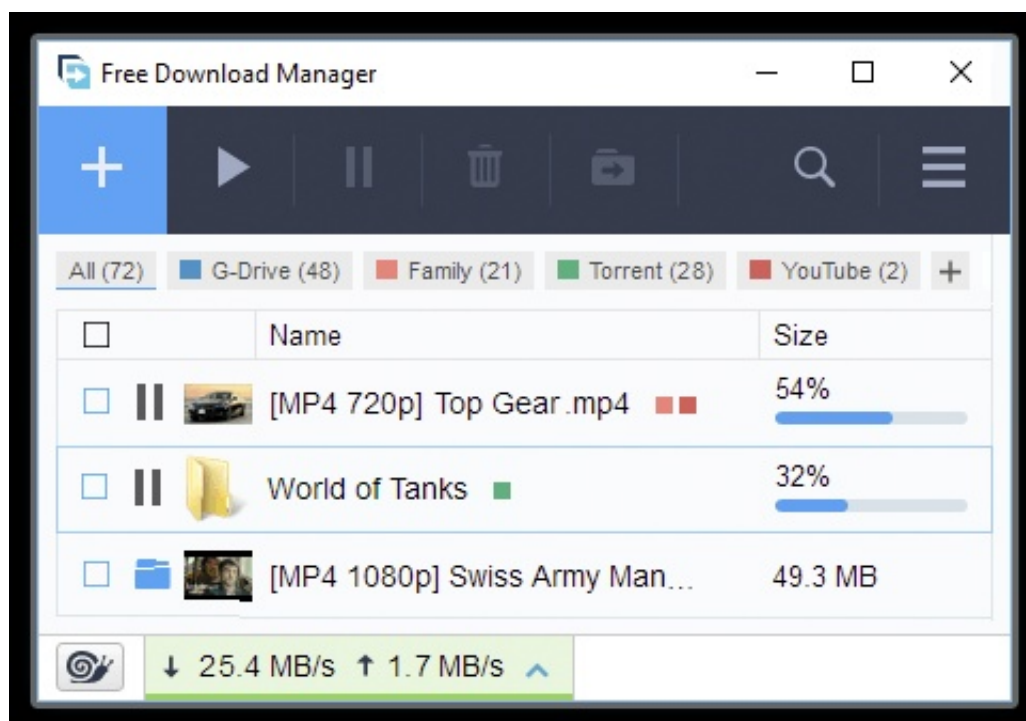 Free Download Manager
All (72) G-Drive (48) Family (21) Torrent (28) YouTube (2) +
Name Size
[MP4 720p] Top Gear.mp4 54%
World of Tanks 32%
[MP4 1080p] Swiss Army Man... 49.3 MB
↓ 25.4 MB/s ↑ 1.7 MB/s